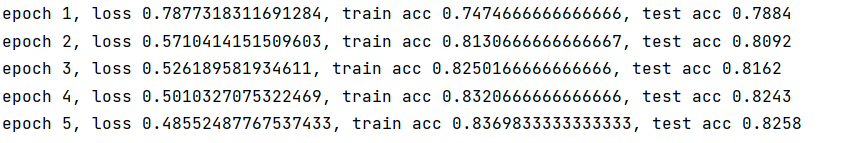 epoch 1, loss 0.7877318311691284, train acc 0.7474666666666666, test acc 0.7884
epoch 2, loss 0.5710414151509603, train acc 0.8130666666666667, test acc 0.8092
epoch 3, loss 0.526189581934611, train acc 0.8250166666666666, test acc 0.8162
epoch 4, loss 0.5010327075322469, train acc 0.8320666666666666, test acc 0.8243
epoch 5, loss 0.48552487767537433, train acc 0.8369833333333333, test acc 0.8258